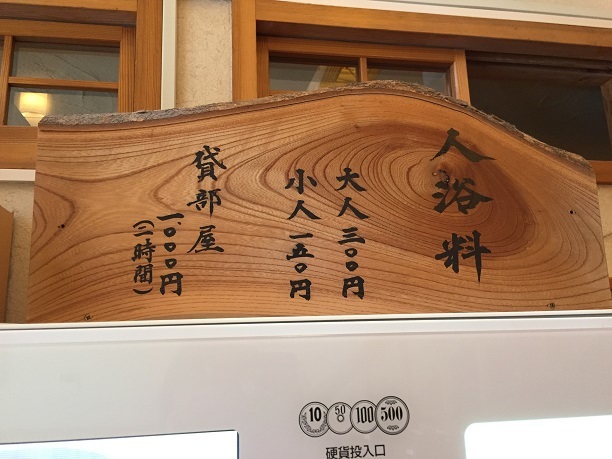 入浴料
大人 三〇〇円
小人 一五〇円
貸部屋
一〇〇〇円
(二時間)
10 50 100 500
硬貨投入口